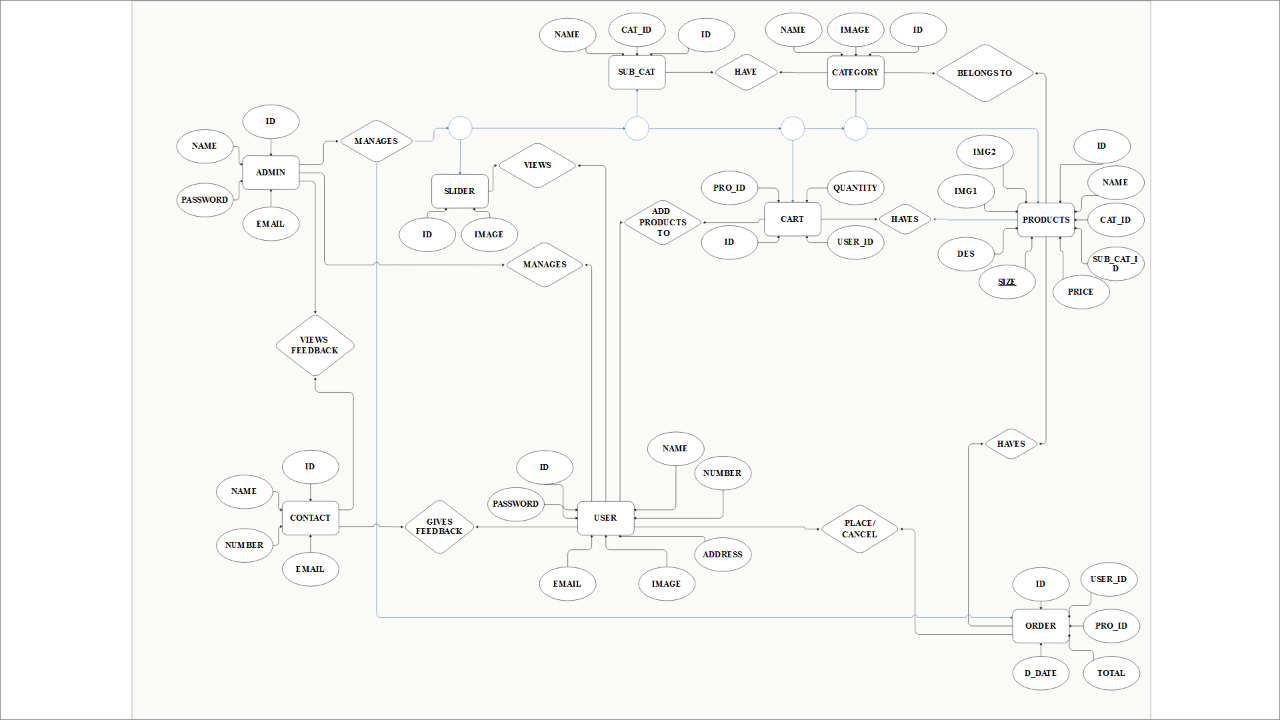 NAME
CAT_ID
ID
NAME
IMAGE
ID
SUB_CAT
HAVE
CATEGORY
BELONGS TO
ID
NAME
MANAGES
ADMIN
PASSWORD
EMAIL
VIEWS
SLIDER
ID
IMAGE
MANAGES
PRO_ID
QUANTITY
ADD
PRODUCTS
TO
CART
HAVES
ID
USER_ID
IMG2
ID
IMG1
NAME
PRODUCTS
CAT_ID
DES
SUB_CAT_I
D
SIZE
PRICE
VIEWS
FEEDBACK
HAVES
ID
NAME
CONTACT
NUMBER
EMAIL
GIVES
FEEDBACK
NAME
ID
NUMBER
PASSWORD
USER
ADDRESS
EMAIL
IMAGE
PLACE/
CANCEL
ID
USER_ID
ORDER
PRO_ID
D_DATE
TOTAL